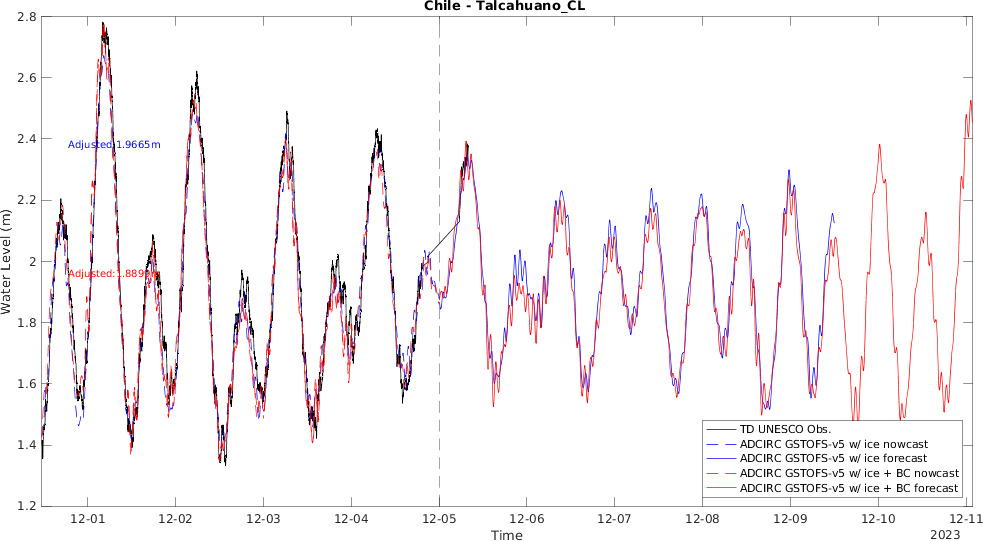 Chile - Talcahuano_CL
Water Level (m)
2.8
2.6
2.4
2.2
2
1.8
1.6
1.4
1.2
Adjusted:1.9665m
TD UNESCO Obs.
ADCIRC GSTOFS-v5 w/ ice nowcast
ADCIRC GSTOFS-v5 w/ ice forecast
ADCIRC GSTOFS-v5 w/ ice + BC nowcast
ADCIRC GSTOFS-v5 w/ ice + BC forecast
12-01 12-02 12-03 12-04 12-05 12-06 12-07 12-08 12-09 12-10 12-11
2023
Time